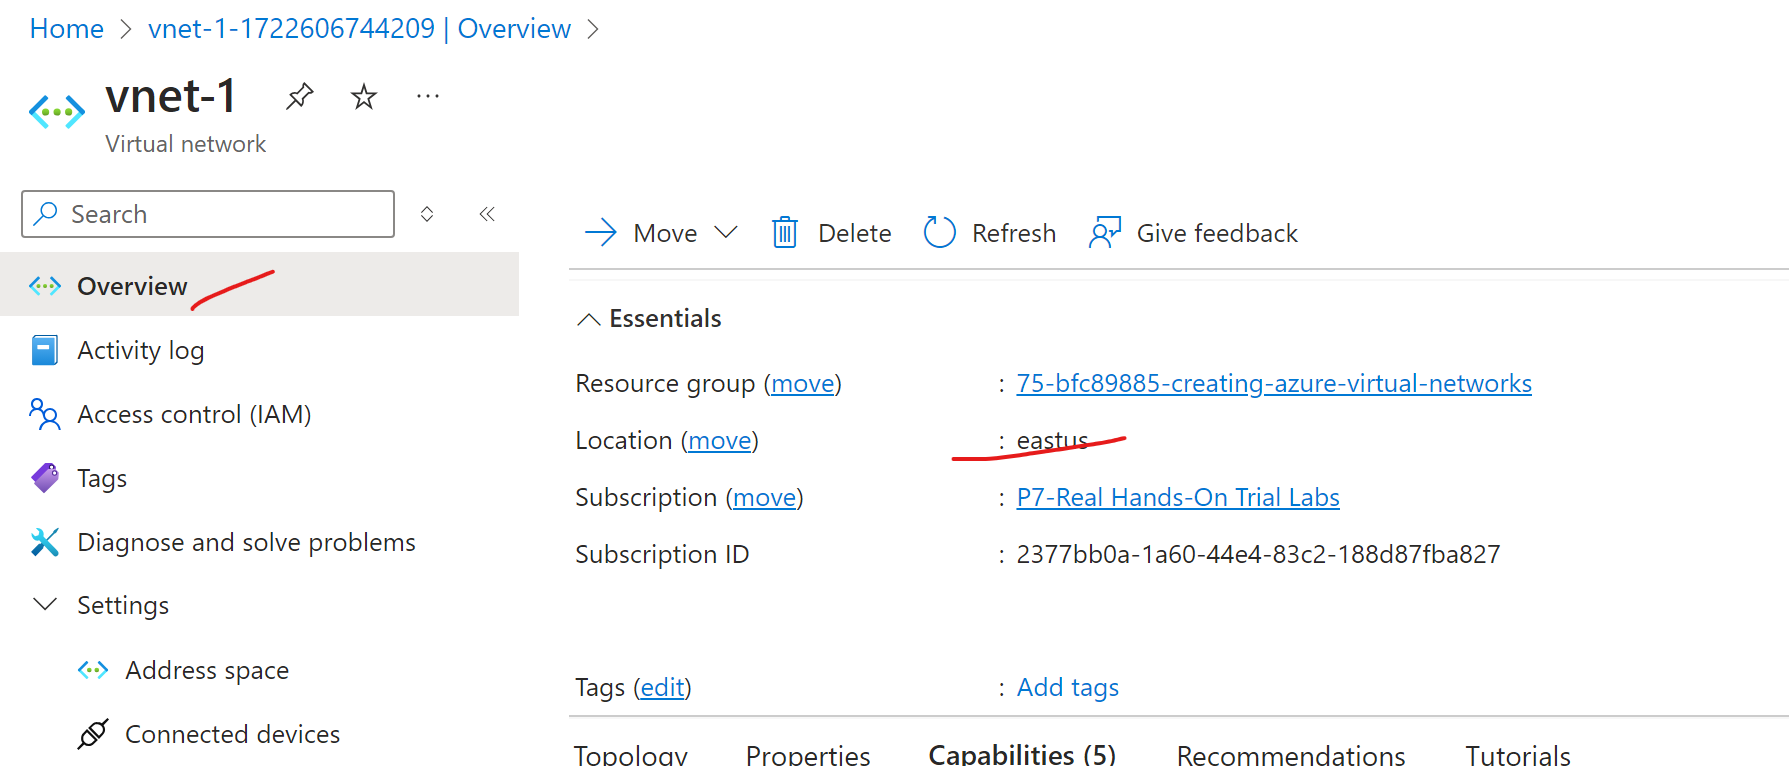 Home > vnet-1-1722606744209 | Overview >
vnet-1
Virtual network
Search
Overview
Activity log
Access control (IAM)
Tags
Diagnose and solve problems
Settings
Address space
Connected devices
Move
Delete
Refresh
Give feedback
Essentials
Resource group (move) : 75-bfc89885-creating-azure-virtual-networks
Location (move) : eastus
Subscription (move) : P7-Real Hands-On Trial Labs
Subscription ID : 2377bb0a-1a60-44e4-83c2-188d87fba827
Tags (edit) : Add tags
Topology Properties Capabilities (5) Recommendations Tutorials